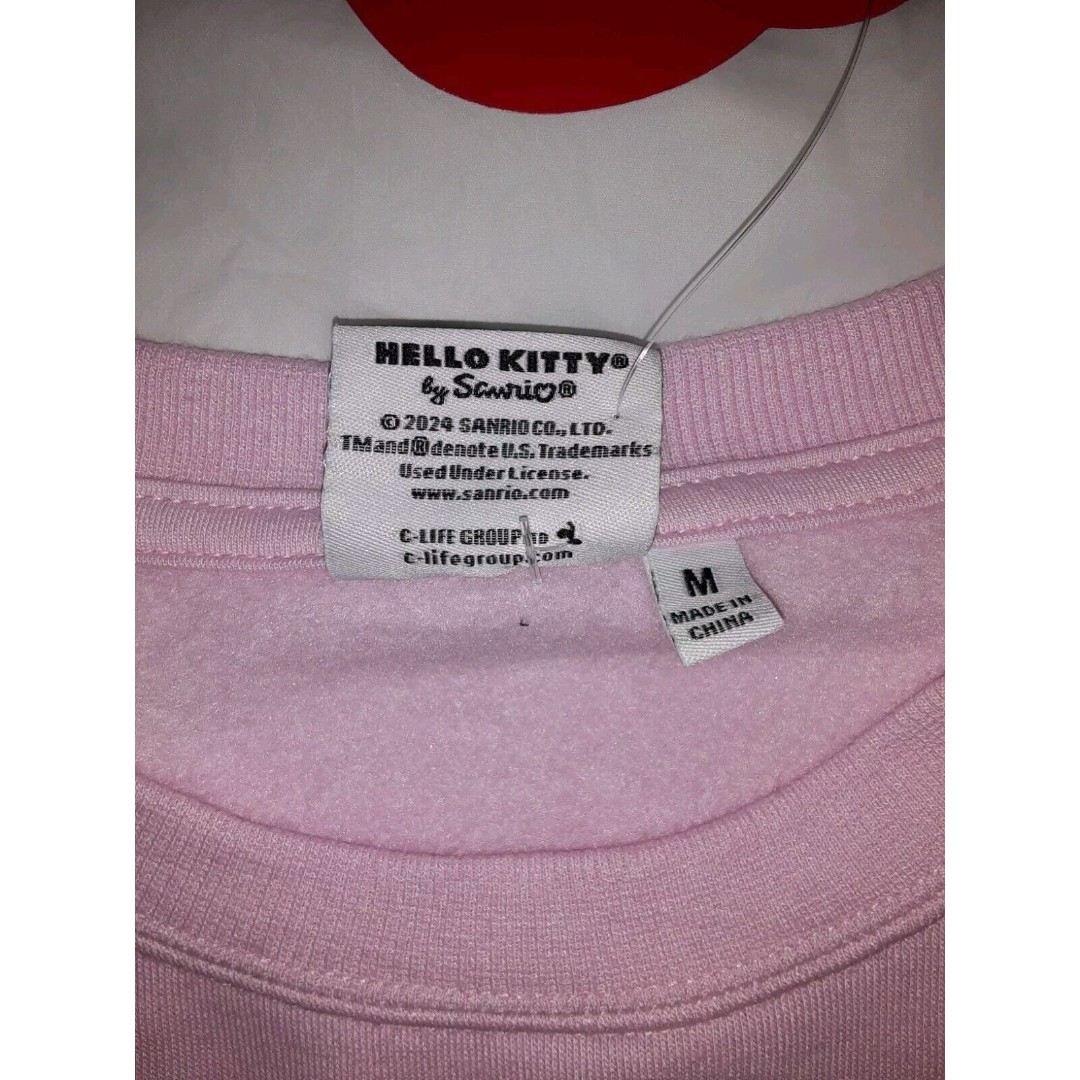 HELLO KITTY®
by Sanrio®
© 2024 SANRIO CO., LTD.
TM and ® denote U.S. Trademarks
Used Under License.
www.sanrio.com
C-LIFE GROUP
c-lifegroup.com
M
MADE IN
CHINA